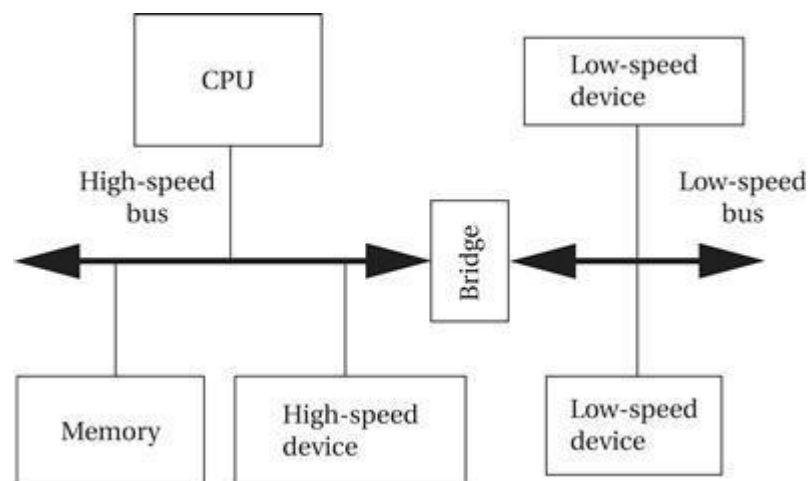 CPU
Low-speed
device
High-speed
bus
Low-speed
bus
Bridge
Memory
High-speed
device
Low-speed
device